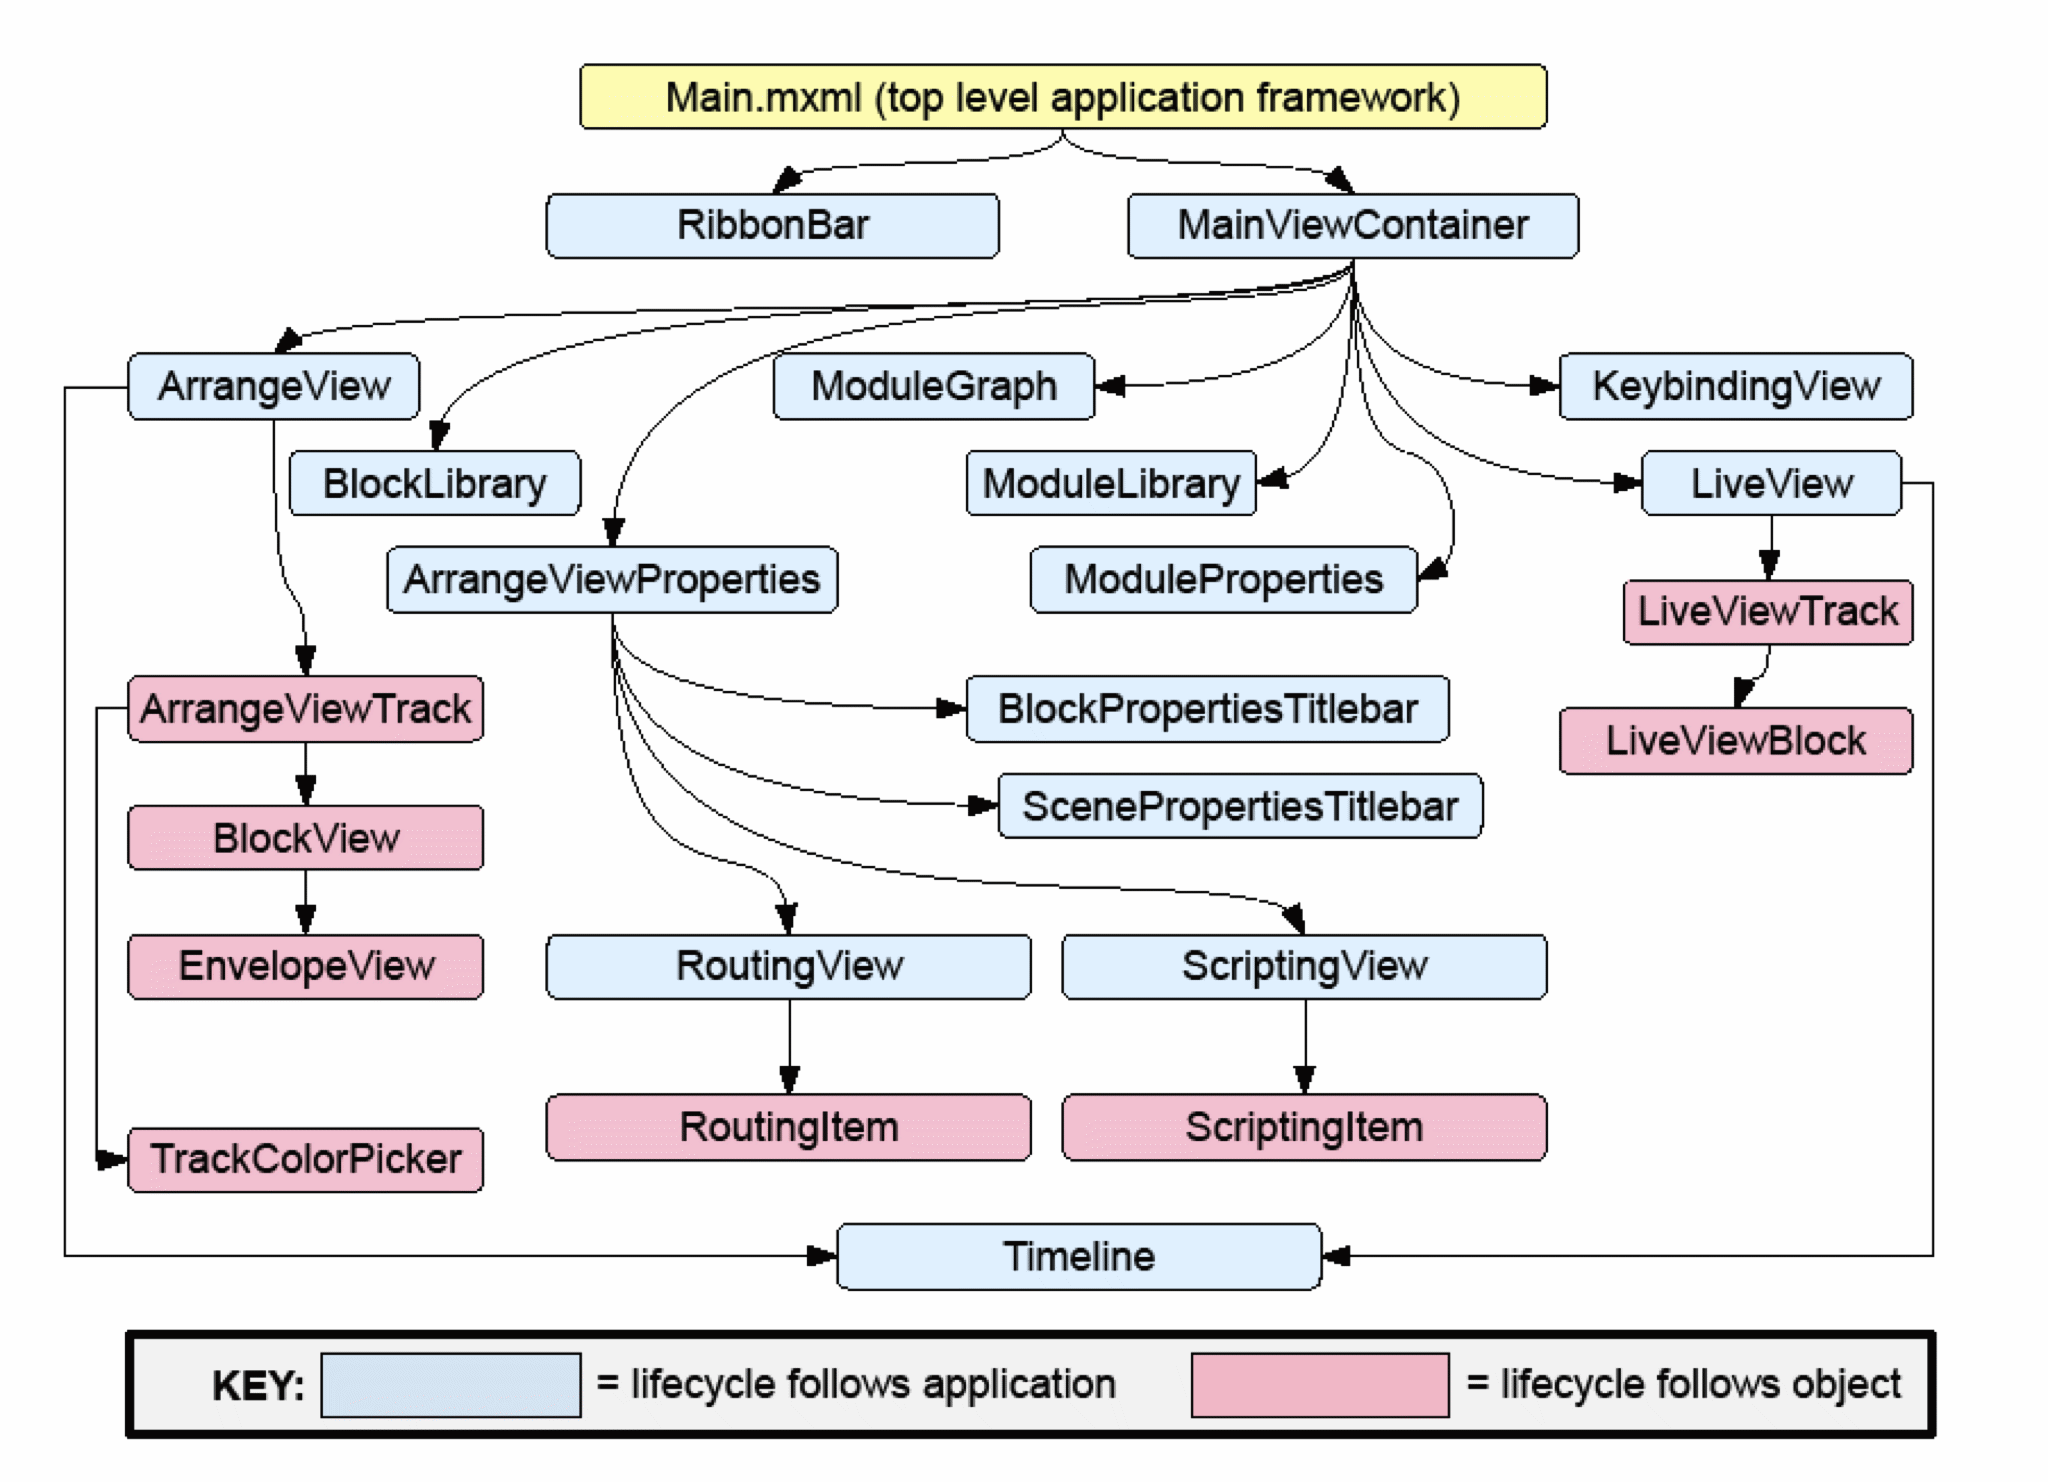 Main.mxml (top level application framework)
RibbonBar
MainViewContainer
ArrangeView
ModuleGraph
KeybindingView
BlockLibrary
ModuleLibrary
LiveView
ArrangeViewProperties
ModuleProperties
LiveViewTrack
ArrangeViewTrack
BlockPropertiesTitlebar
LiveViewBlock
ScenePropertiesTitlebar
BlockView
EnvelopeView
RoutingView
ScriptingView
RoutingItem
ScriptingItem
TrackColorPicker
Timeline
KEY: = lifecycle follows application = lifecycle follows object